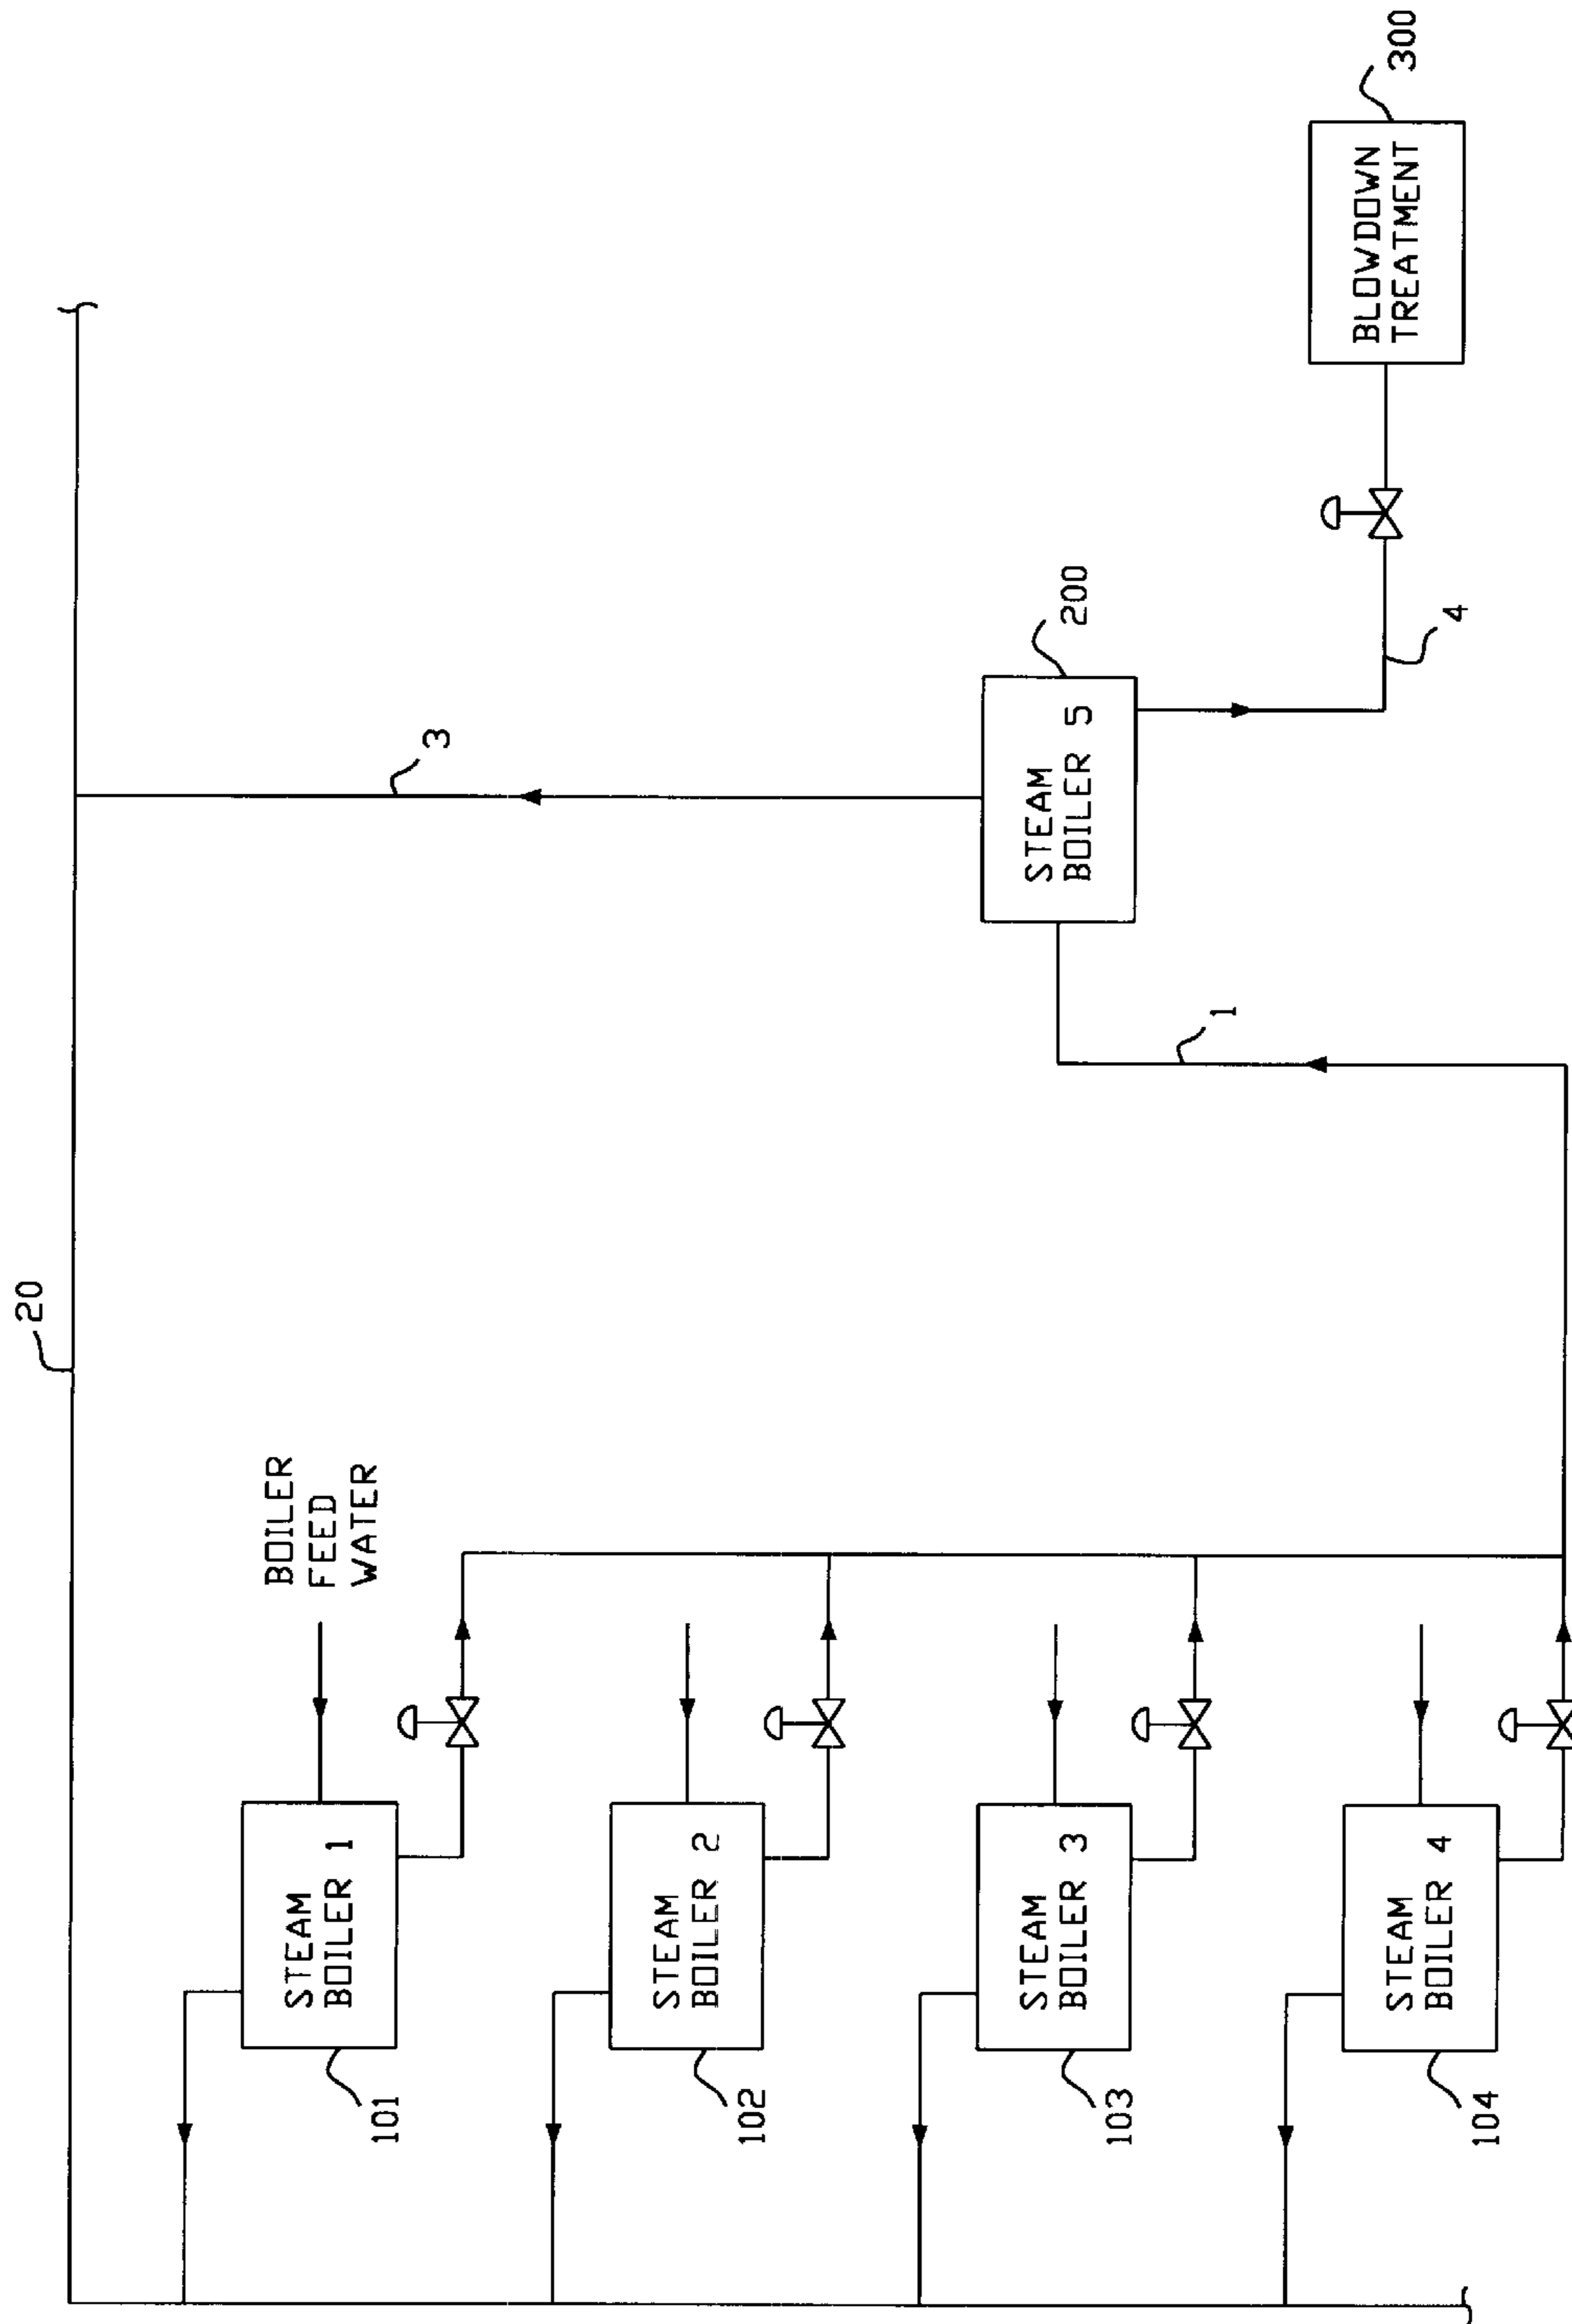 20
BOILER
FEED
WATER
STEAM
BOILER 1
101
STEAM
BOILER 2
102
STEAM
BOILER 3
103
STEAM
BOILER 4
104
3
1
STEAM
BOILER 5
200
4
BLOWDOWN
TREATMENT
300